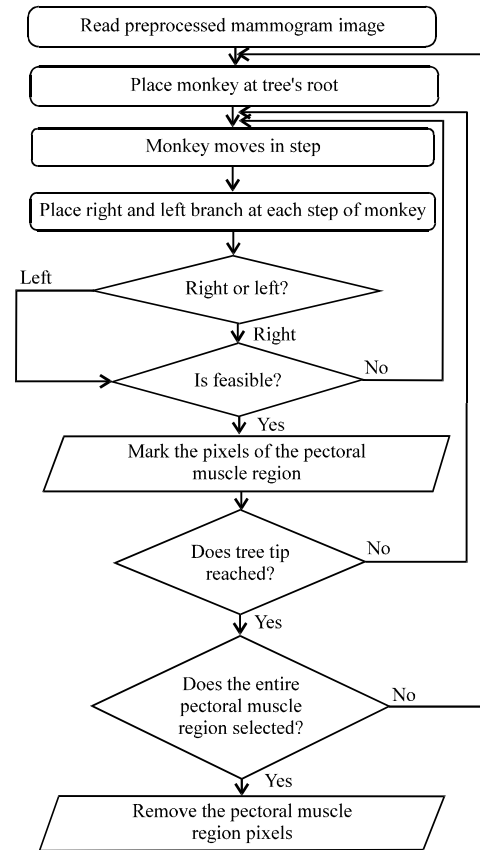 Read preprocessed mammogram image
Place monkey at tree's root
Monkey moves in step
Place right and left branch at each step of monkey
Left
Right or left?
Right
Is feasible?
No
Yes
Mark the pixels of the pectoral
muscle region
Does tree tip
reached?
No
Yes
Does the entire
pectoral muscle
region selected?
No
Yes
Remove the pectoral muscle
region pixels